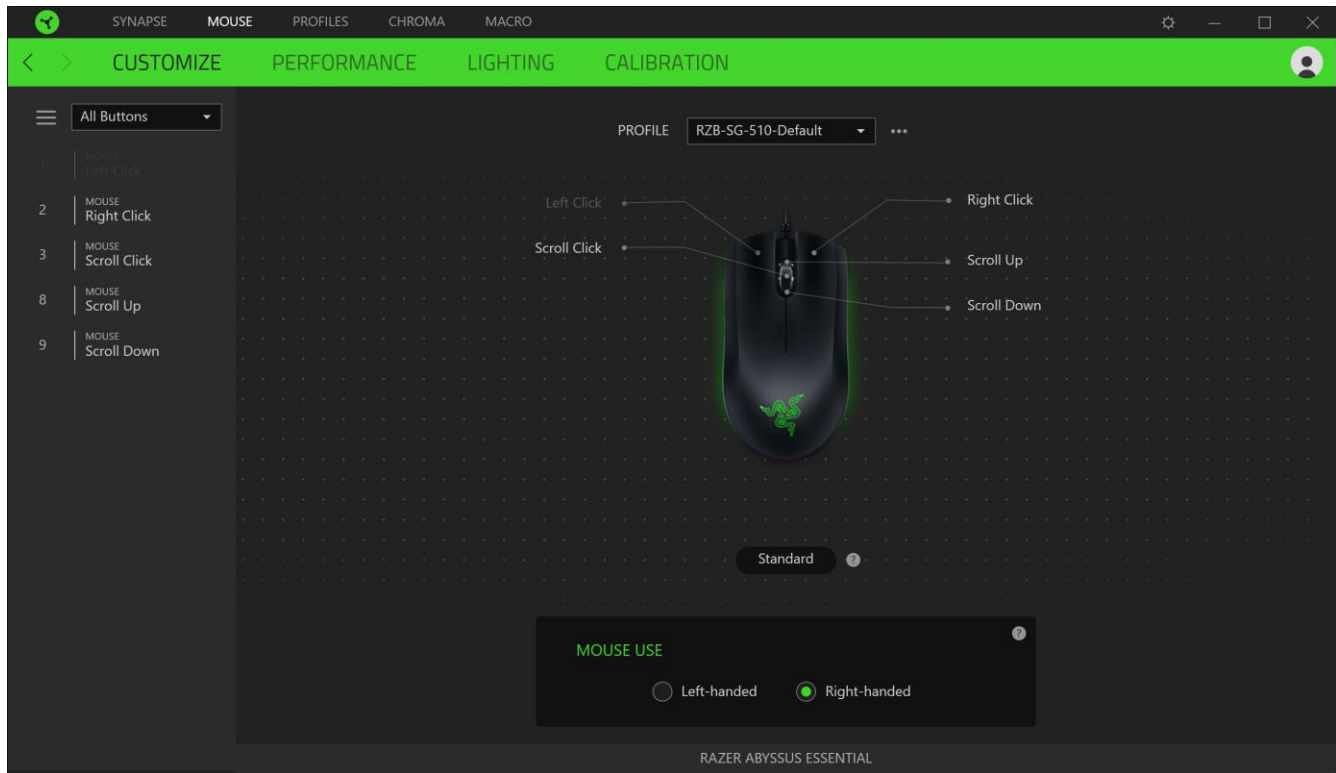 SYNAPSE MOUSE PROFILES CHROMA MACRO
CUSTOMIZE PERFORMANCE LIGHTING CALIBRATION
All Buttons
PROFILE RZB-SG-510-Default
1 MOUSE
Left Click
2 MOUSE
Right Click
3 MOUSE
Scroll Click
8 MOUSE
Scroll Up
9 MOUSE
Scroll Down
Left Click
Scroll Click
Right Click
Scroll Up
Scroll Down
Standard ?
MOUSE USE ?
Left-handed Right-handed
RAZER ABYSSUS ESSENTIAL